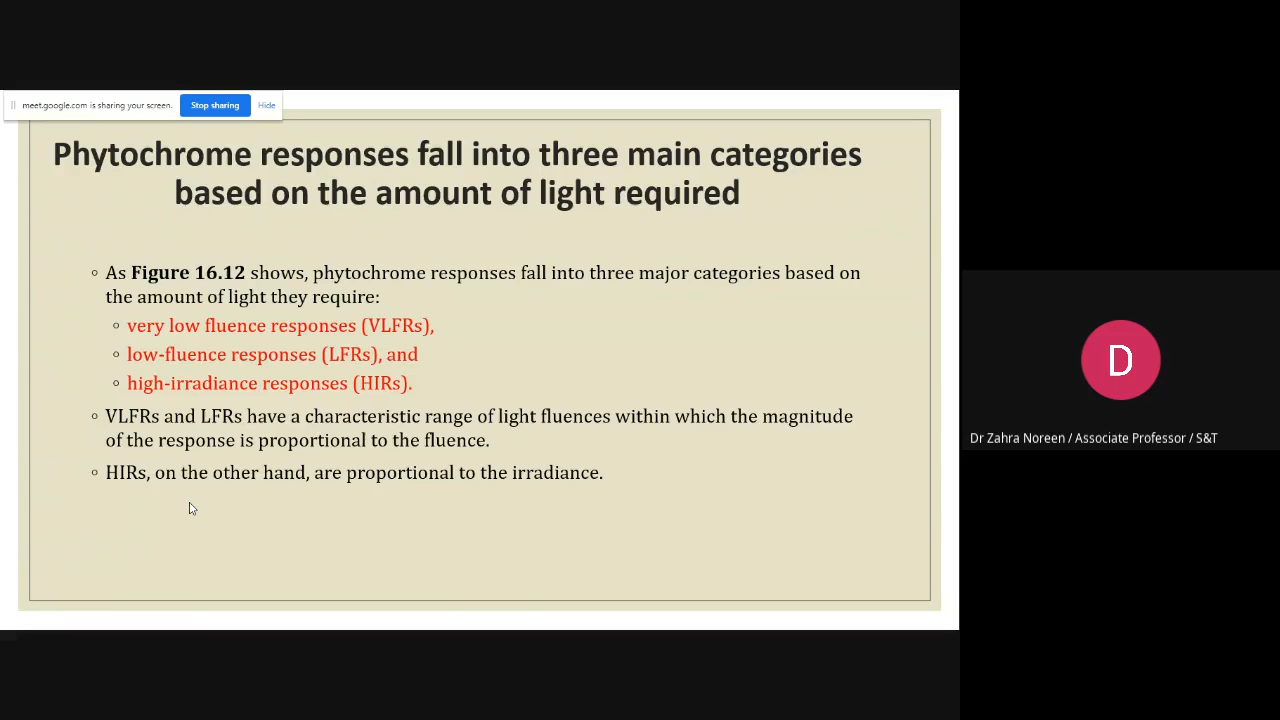 meet.google.com is sharing your screen.
Stop sharing
Hide
Phytochrome responses fall into three main categories
based on the amount of light required
◦ As Figure 16.12 shows, phytochrome responses fall into three major categories based on
the amount of light they require:
◦ very low fluence responses (VLFRs),
◦ low-fluence responses (LFRs), and
◦ high-irradiance responses (HIRs).
◦ VLFRs and LFRs have a characteristic range of light fluences within which the magnitude
of the response is proportional to the fluence.
◦ HIRs, on the other hand, are proportional to the irradiance.
D
Dr Zahra Noreen / Associate Professor / S&T